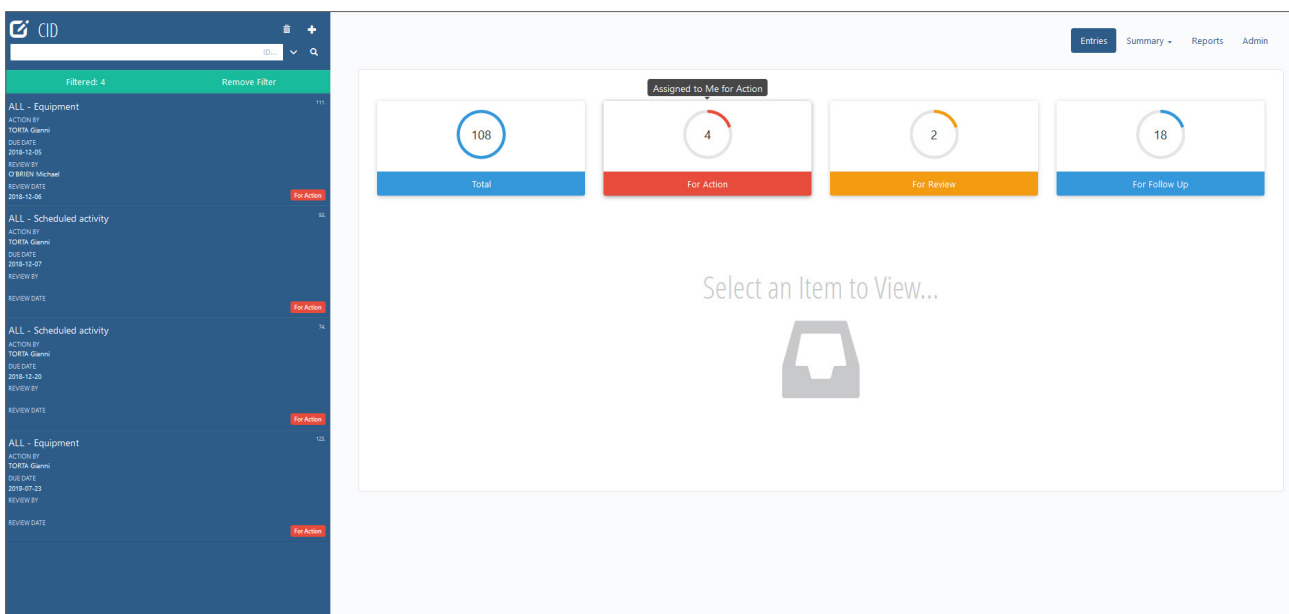 CID
ID...
Filtered: 4 Remove Filter
ALL - Equipment 111.
ACTION BY
TORTA Gianni
DUE DATE
2018-12-05
REVIEW BY
O'BRIEN Michael
REVIEW DATE
2018-12-06 For Action
ALL - Scheduled activity
ACTION BY
TORTA Gianni
DUE DATE
2018-12-07
REVIEW BY
REVIEW DATE
For Action
ALL - Scheduled activity 74.
ACTION BY
TORTA Gianni
DUE DATE
2018-12-20
REVIEW BY
REVIEW DATE
For Action
ALL - Equipment 125.
ACTION BY
TORTA Gianni
DUE DATE
2019-07-23
REVIEW BY
REVIEW DATE
For Action
Entries Summary Reports Admin
Assigned to Me for Action
108 4 2 18
Total For Action For Review For Follow Up
Select an Item to View...